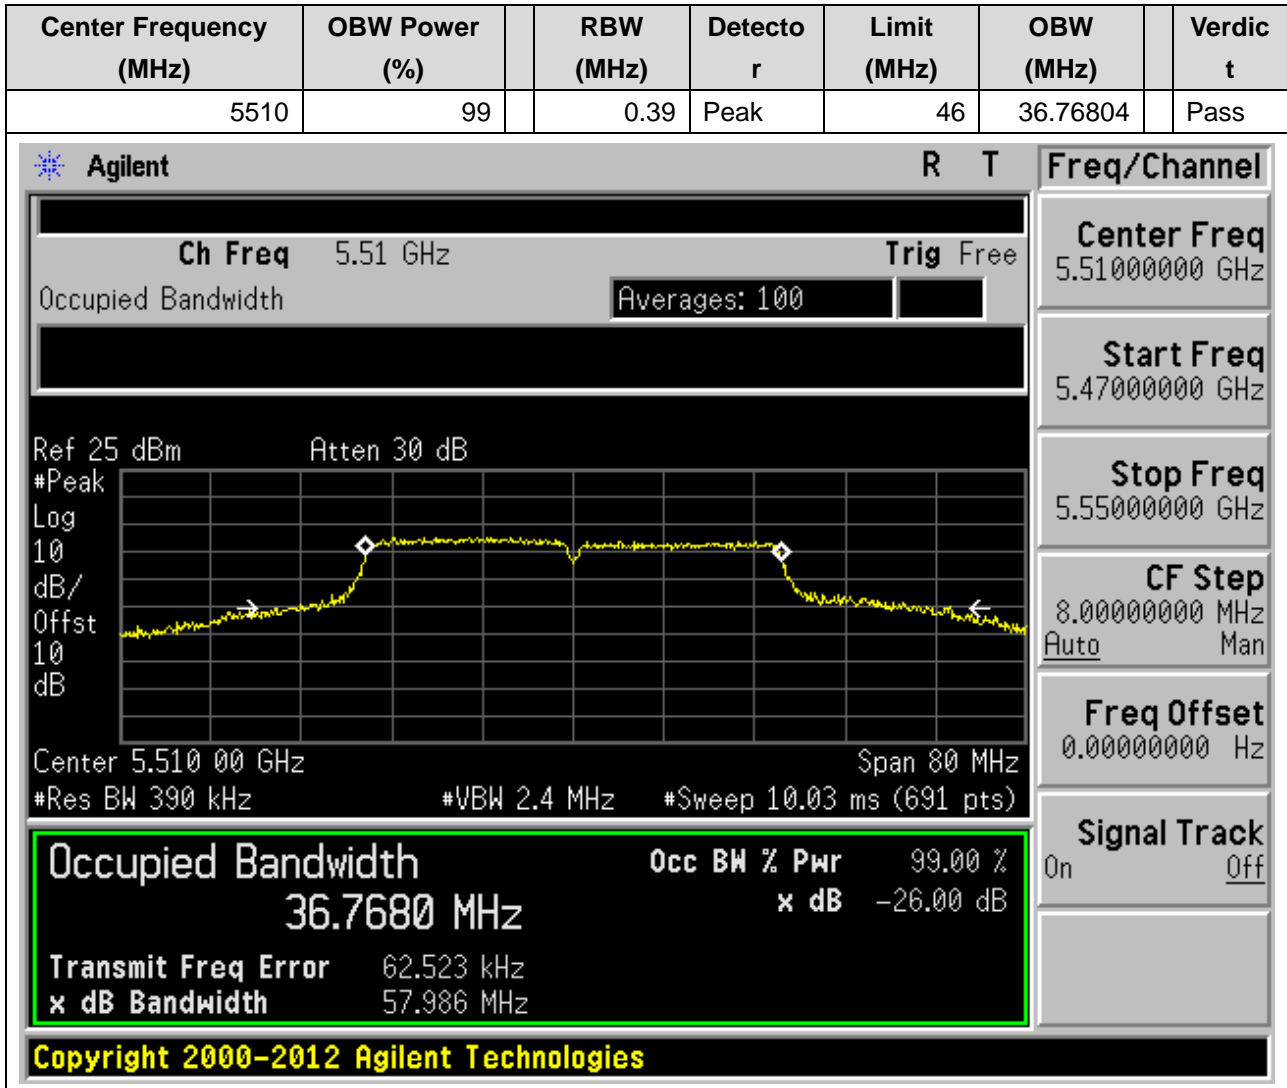 Center Frequency OBW Power RBW Detecto Limit OBW Verdic
(MHz) (%) (MHz) r (MHz) (MHz) t
5510 99 0.39 Peak 46 36.76804 Pass
Agilent R T Freq/Channel
Ch Freq 5.51 GHz Trig Free
Occupied Bandwidth Averages: 100
Center Freq
5.51000000 GHz
Start Freq
5.47000000 GHz
Stop Freq
5.55000000 GHz
CF Step
8.00000000 MHz
Auto Man
Freq Offset
0.00000000 Hz
Signal Track
On Off
Ref 25 dBm Atten 30 dB
#Peak
Log
10
dB/
Offst
10
dB
Center 5.510 00 GHz Span 80 MHz
#Res BW 390 kHz #VBW 2.4 MHz #Sweep 10.03 ms (691 pts)
Occupied Bandwidth Occ BW % Pwr 99.00 %
36.7680 MHz x dB -26.00 dB
Transmit Freq Error 62.523 kHz
x dB Bandwidth 57.986 MHz
Copyright 2000-2012 Agilent Technologies